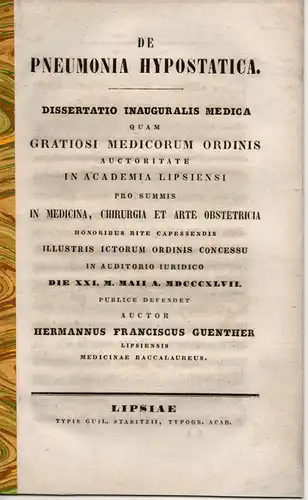 DE
PNEUMONIA HYPOSTATICA.
DISSERTATIO INAUGURALIS MEDICA
QUAM
GRATIOSI MEDICORUM ORDINIS
AUCTORITATE
IN ACADEMIA LIPSIENSI
PRO SUMMIS
IN MEDICINA, CHIRURGIA ET ARTE OBSTETRICIA
HONORIBUS RITE CAPESSENDIS
ILLUSTRIS ICTORUM ORDINIS CONCESSU
IN AUDITORIO IURIDICO
DIE XXI. M. MAII A. MDCCCXLVII.
PUBLICE DEFENDET
AUCTOR
HERMANNUS FRANCISCUS GUENTHER
LIPSIENSIS
MEDICINAE BACCALAUREUS.
LIPSIAE
TYPIS GUIL. STARITZII, TYPOGR. ACAD.